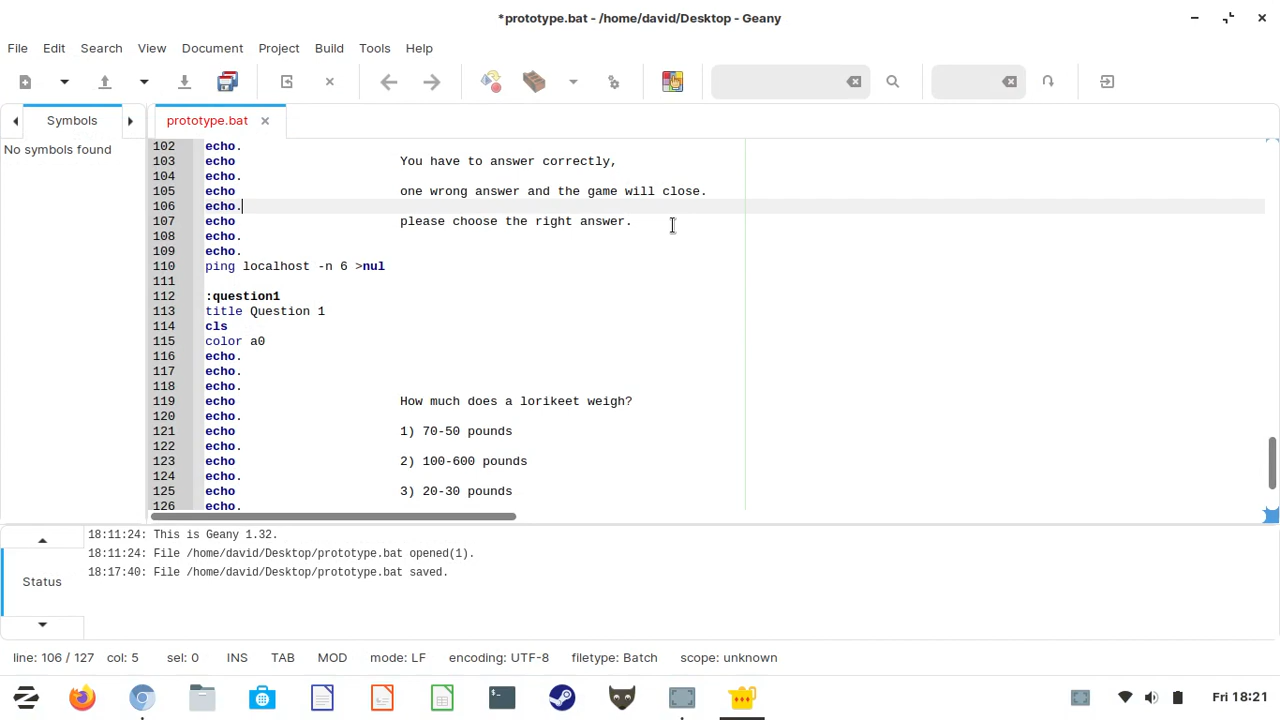 *prototype.bat - /home/david/Desktop - Geany
File Edit Search View Document Project Build Tools Help
Symbols prototype.bat
No symbols found
102 echo.
103 echo You have to answer correctly,
104 echo.
105 echo one wrong answer and the game will close.
106 echo.
107 echo please choose the right answer.
108 echo.
109 echo.
110 ping localhost -n 6 >nul
111
112 :question1
113 title Question 1
114 cls
115 color a0
116 echo.
117 echo.
118 echo.
119 echo How much does a lorikeet weigh?
120 echo.
121 echo 1) 70-50 pounds
122 echo.
123 echo 2) 100-600 pounds
124 echo.
125 echo 3) 20-30 pounds
126 echo.
Status
18:11:24: This is Geany 1.32.
18:11:24: File /home/david/Desktop/prototype.bat opened(1).
18:17:40: File /home/david/Desktop/prototype.bat saved.
line: 106 / 127 col: 5 sel: 0 INS TAB MOD mode: LF encoding: UTF-8 filetype: Batch scope: unknown
Fri 18:21